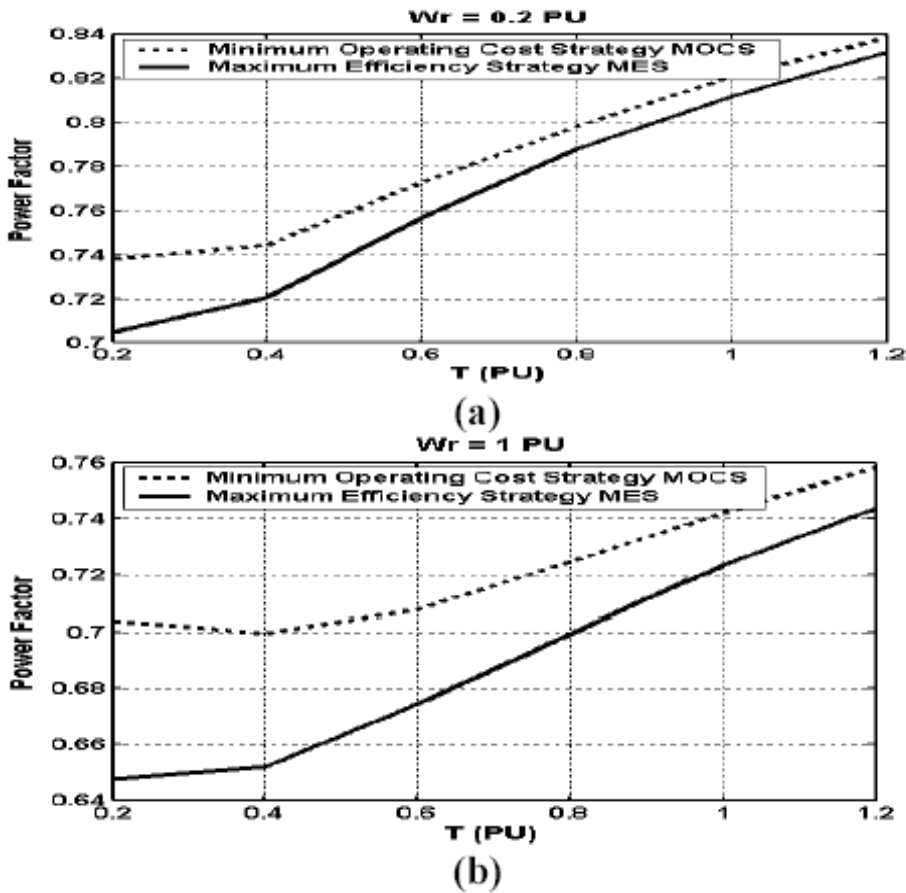 Wr = 0.2 PU
Minimum Operating Cost Strategy MOCS
Maximum Efficiency Strategy MES
0.84
0.82
0.8
0.78
0.76
0.74
0.72
0.7
Power Factor
0.2 0.4 0.6 0.8 1 1.2
T (PU)
(a)
Wr = 1 PU
Minimum Operating Cost Strategy MOCS
Maximum Efficiency Strategy MES
0.76
0.74
0.72
0.7
0.68
0.66
0.64
Power Factor
0.2 0.4 0.6 0.8 1 1.2
T (PU)
(b)